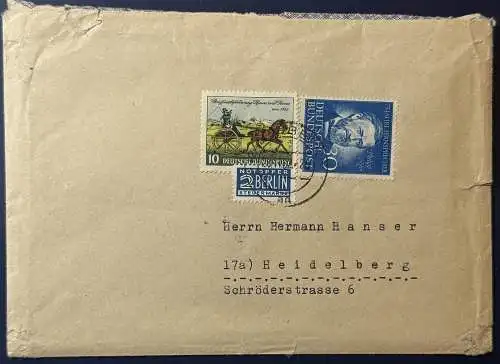 10
DEUTSCHE BUNDESPOST
30
DEUTSCHE
BUNDESPOST
NOTOPFER
2 BERLIN
STEUERMARKE
Herrn Hermann Hanser
17a) Heidelberg
Schröderstrasse 6